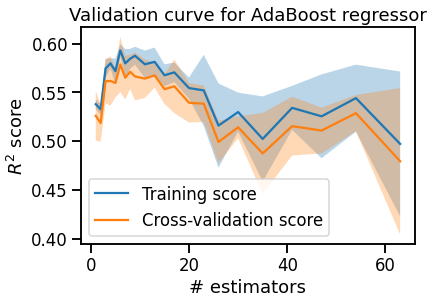 Validation curve for AdaBoost regressor
R² score
0.60
0.55
0.50
0.45
0.40
Training score
Cross-validation score
0 20 40 60
# estimators